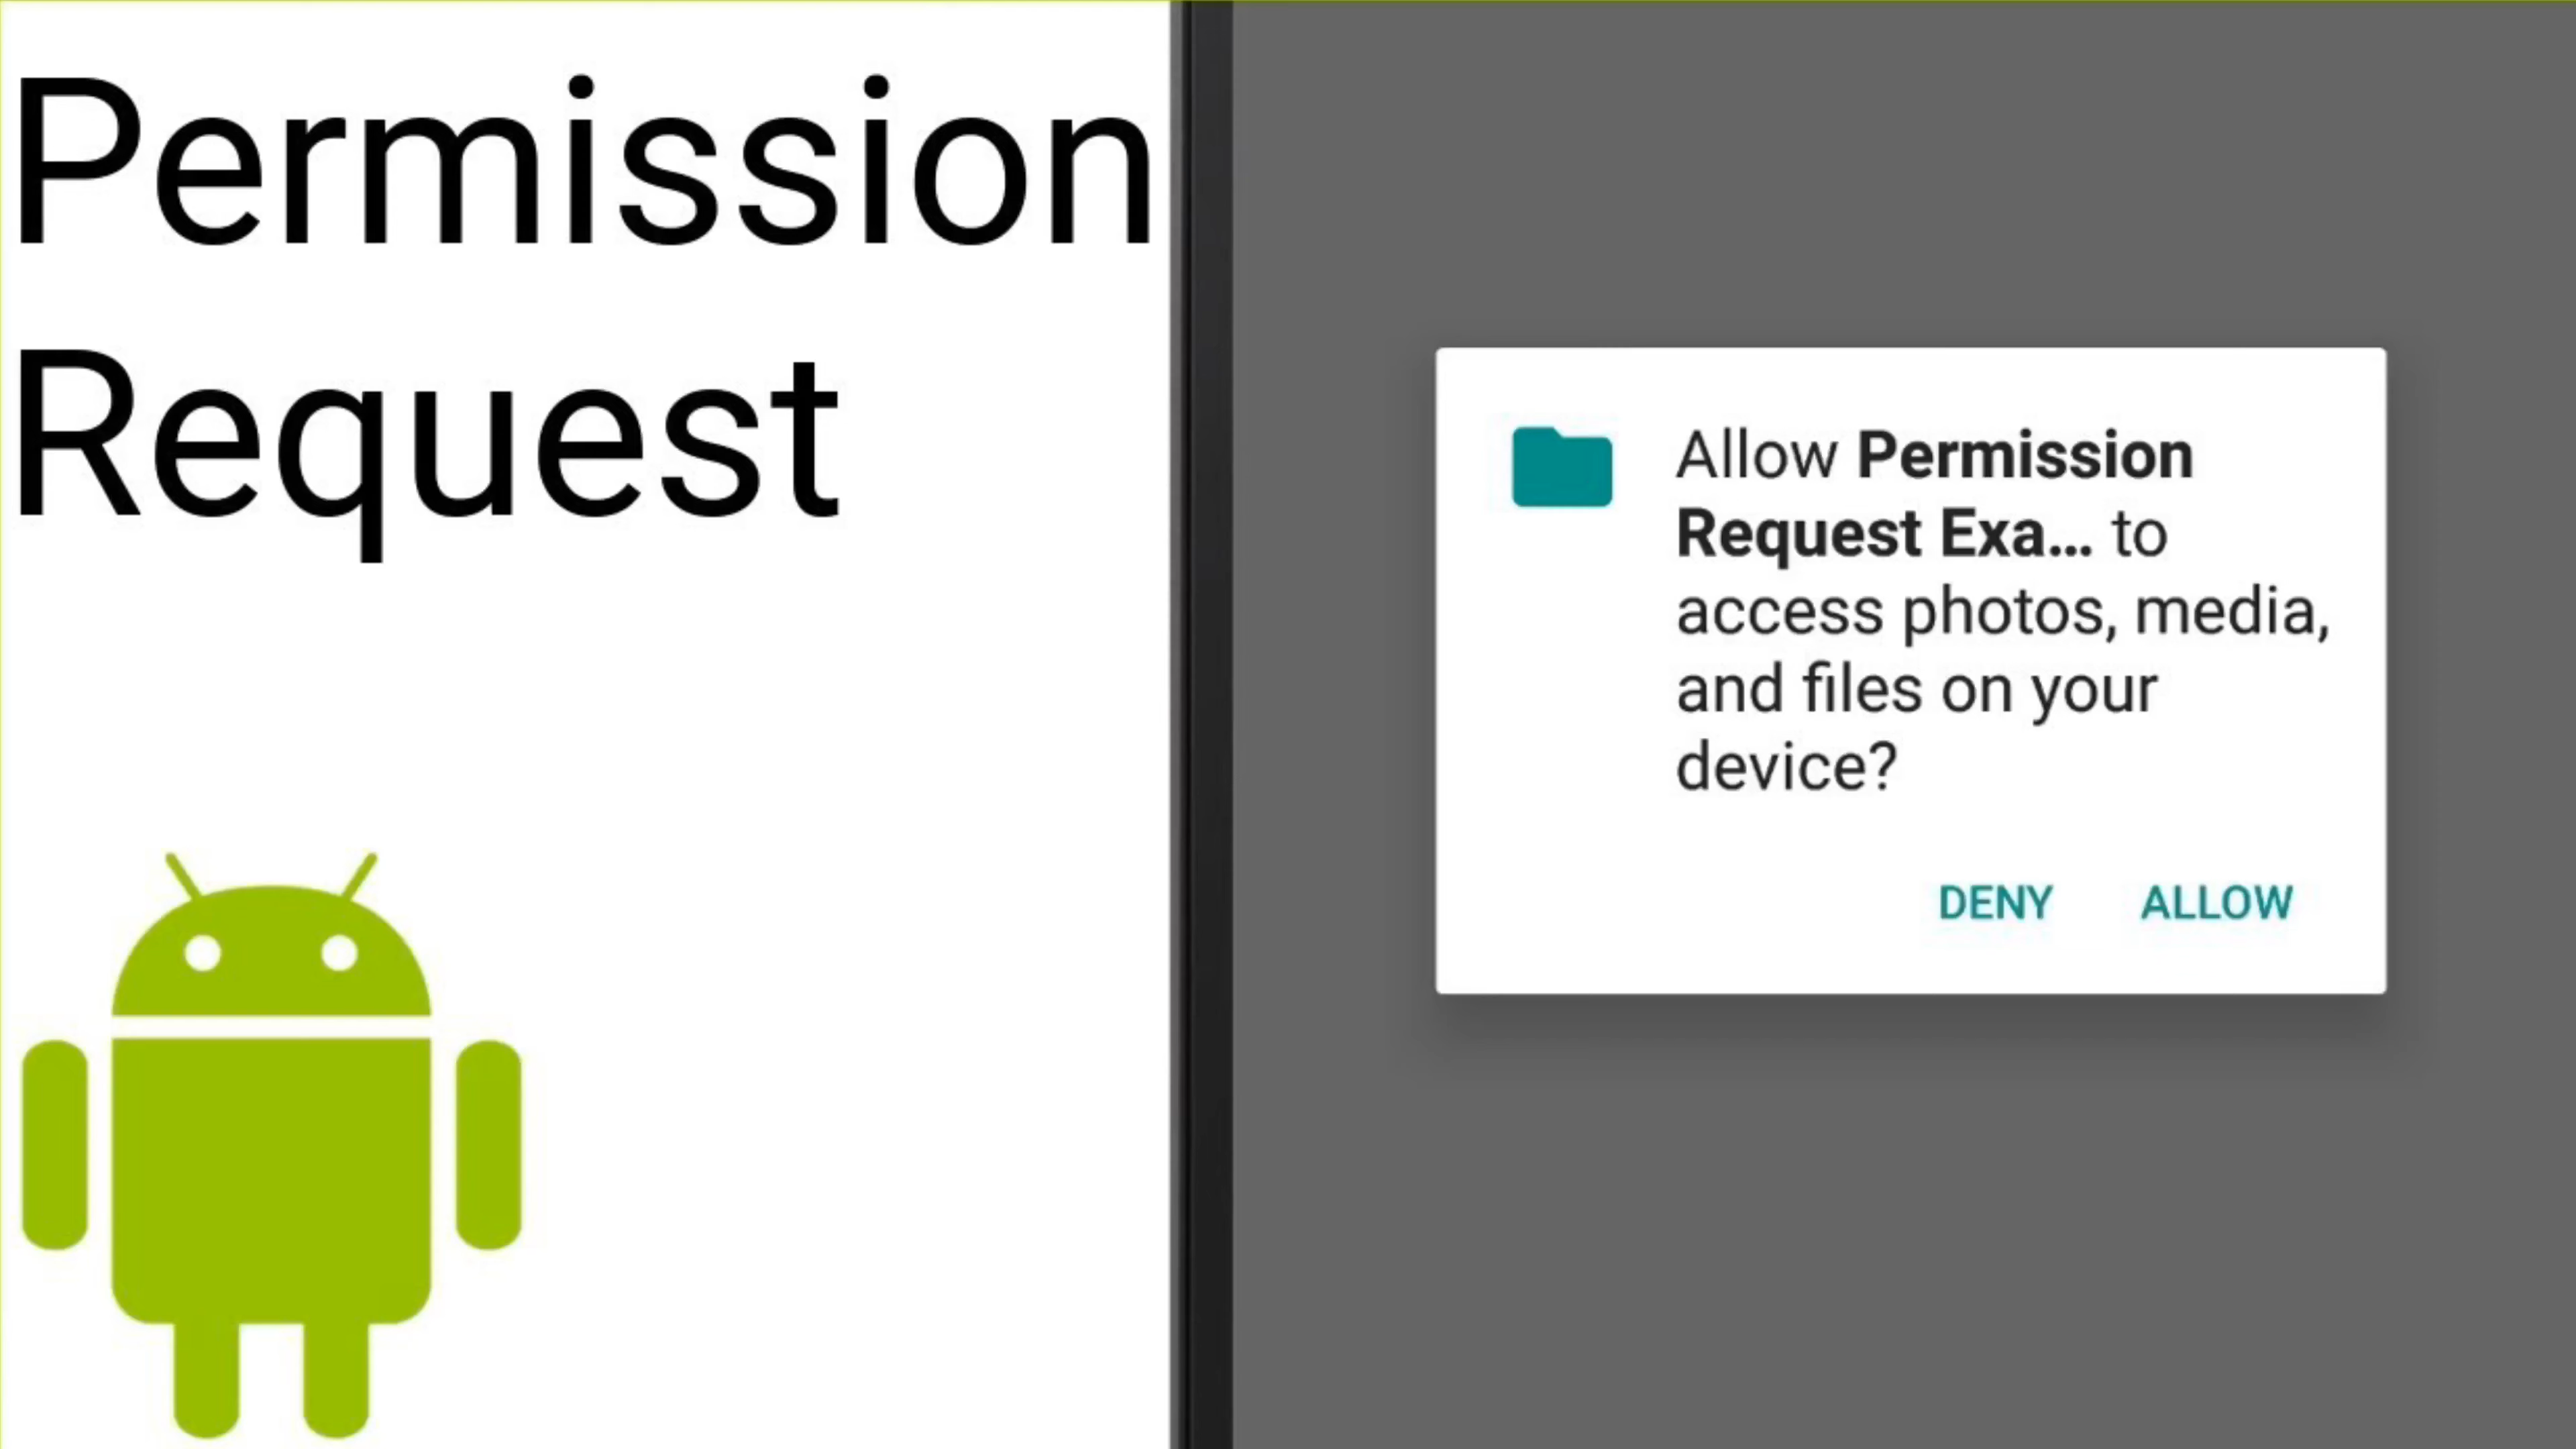 Permission
Request
Allow Permission
Request Exa... to
access photos, media,
and files on your
device?
DENY ALLOW